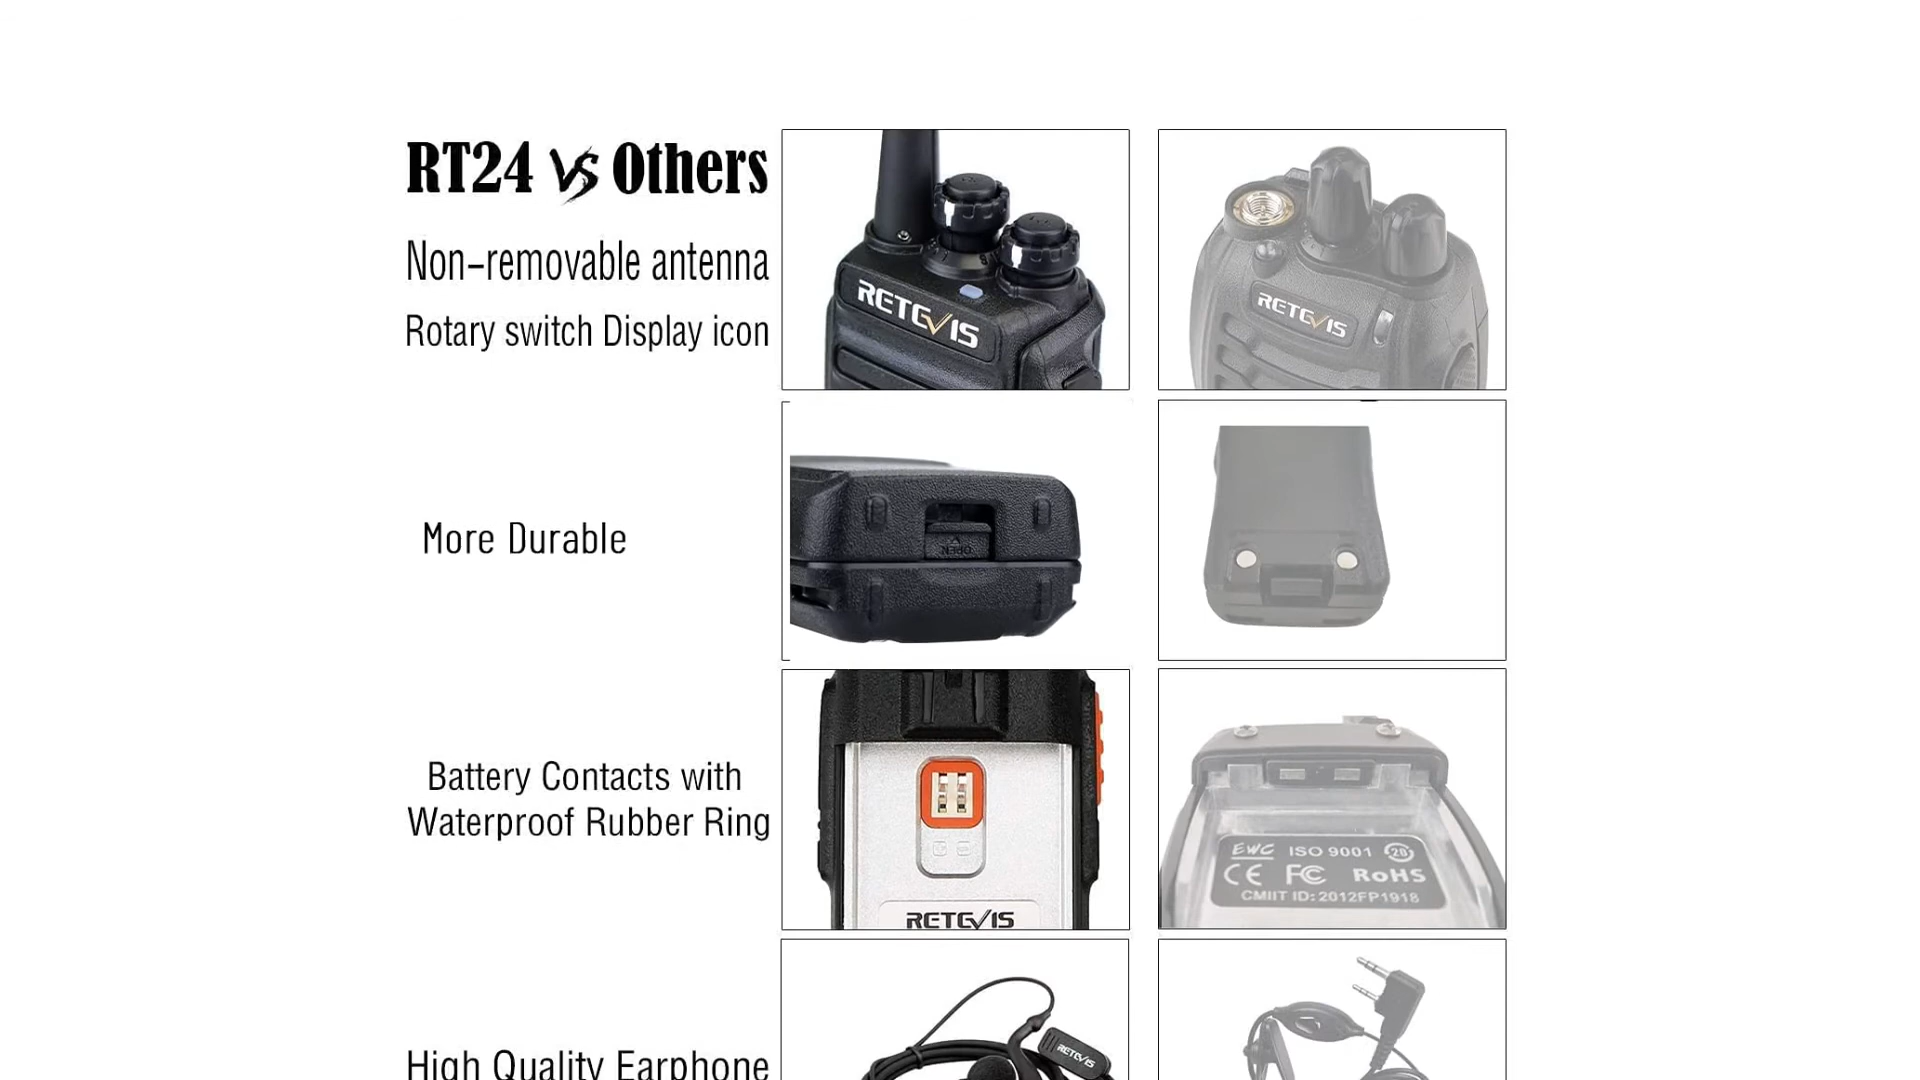 RT24 VS Others
Non-removable antenna
Rotary switch Display icon
RETEVIS
RETEVIS
More Durable
OPEN
Battery Contacts with
Waterproof Rubber Ring
RETEVIS
EWC ISO 9001 20
CE FC RoHS
CMIIT ID: 2012FP1918
High Quality Earphone
RETEVIS